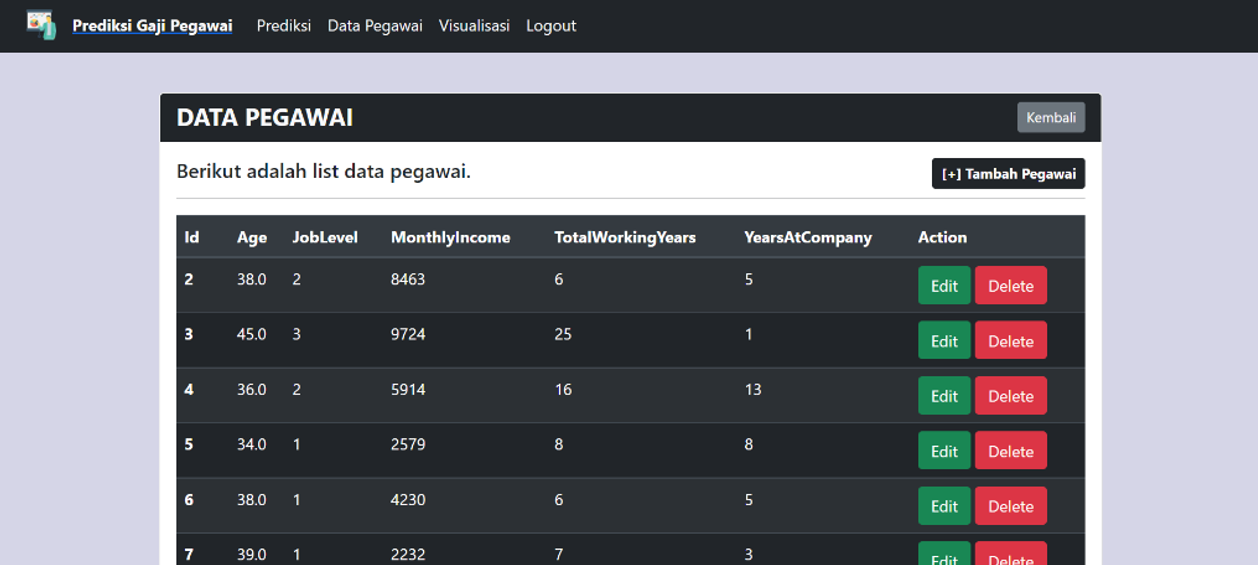 Prediksi Gaji Pegawai Prediksi Data Pegawai Visualisasi Logout
DATA PEGAWAI Kembali
Berikut adalah list data pegawai. [+] Tambah Pegawai
Id Age JobLevel MonthlyIncome TotalWorkingYears YearsAtCompany Action
2 38.0 2 8463 6 5 Edit Delete
3 45.0 3 9724 25 1 Edit Delete
4 36.0 2 5914 16 13 Edit Delete
5 34.0 1 2579 8 8 Edit Delete
6 38.0 1 4230 6 5 Edit Delete
7 39.0 1 2232 7 3 Edit Delete